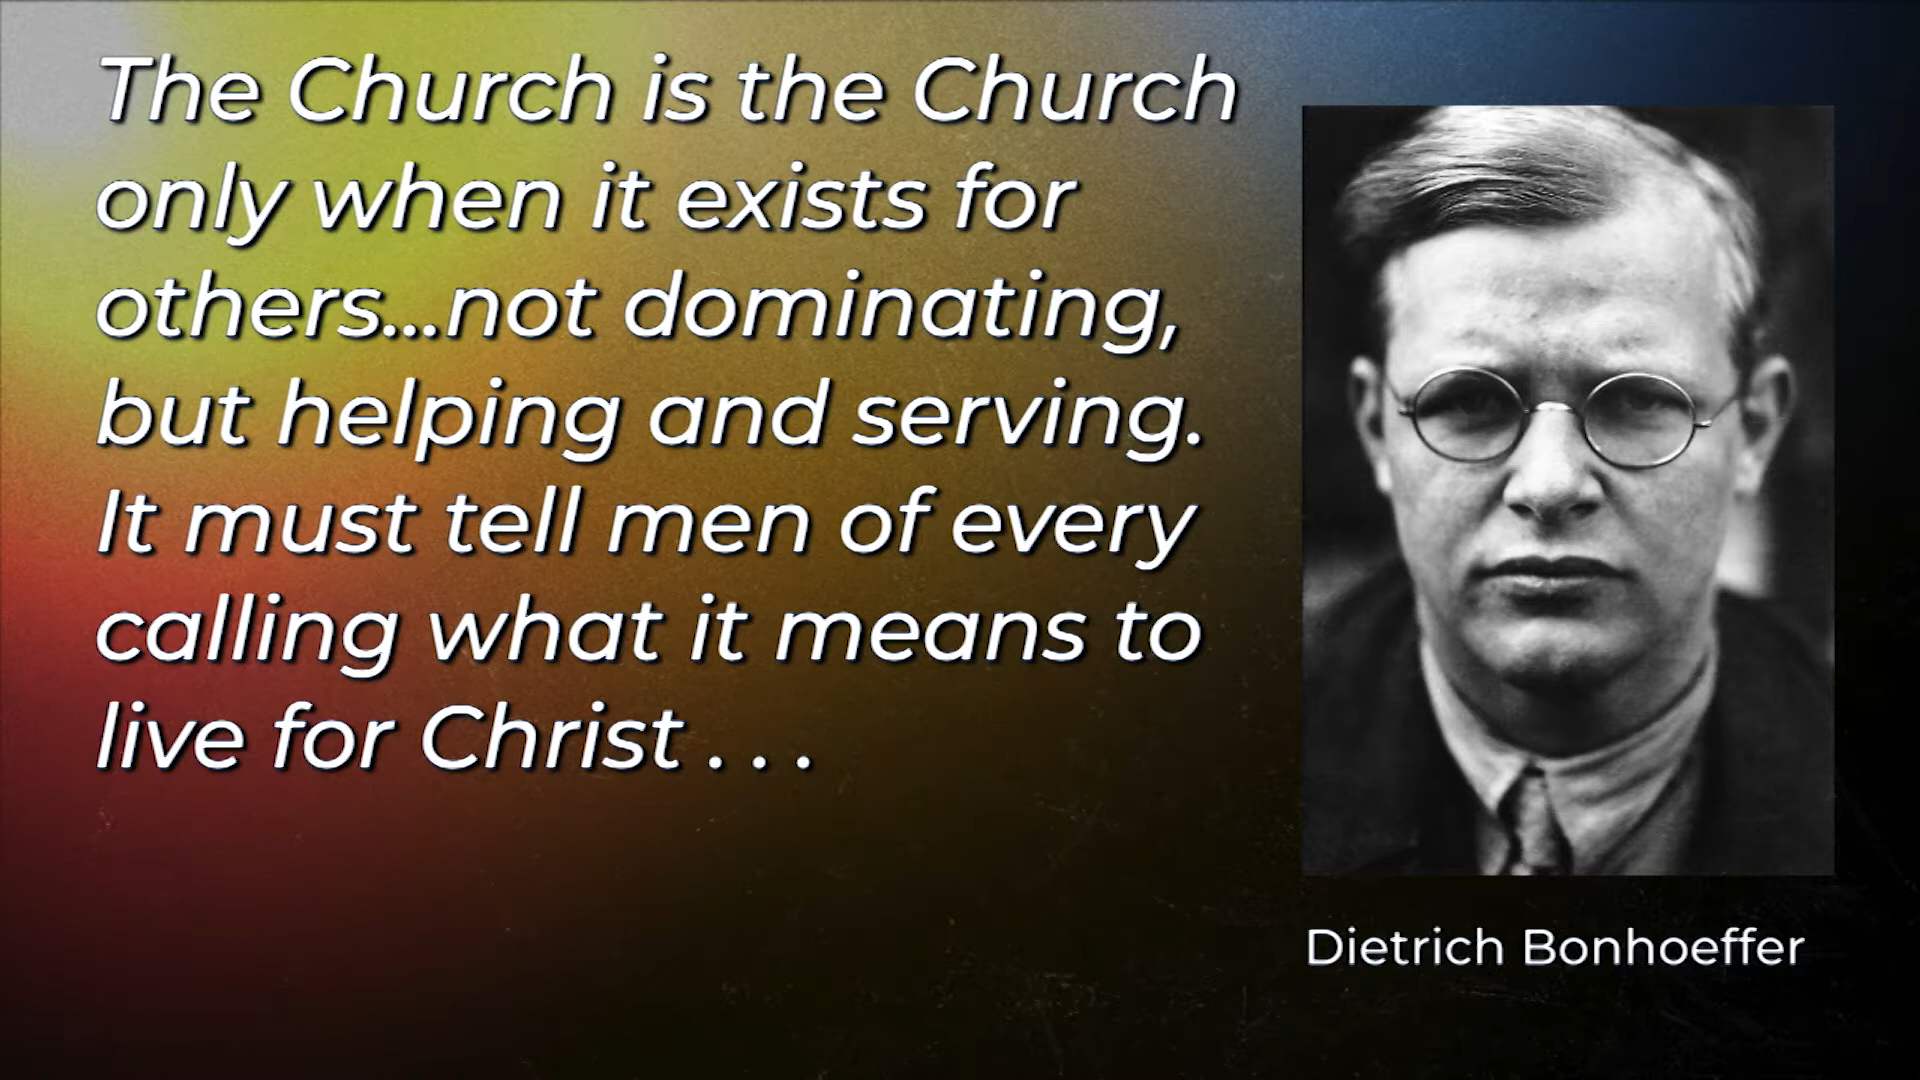 The Church is the Church
only when it exists for
others...not dominating,
but helping and serving.
It must tell men of every
calling what it means to
live for Christ . . .
Dietrich Bonhoeffer